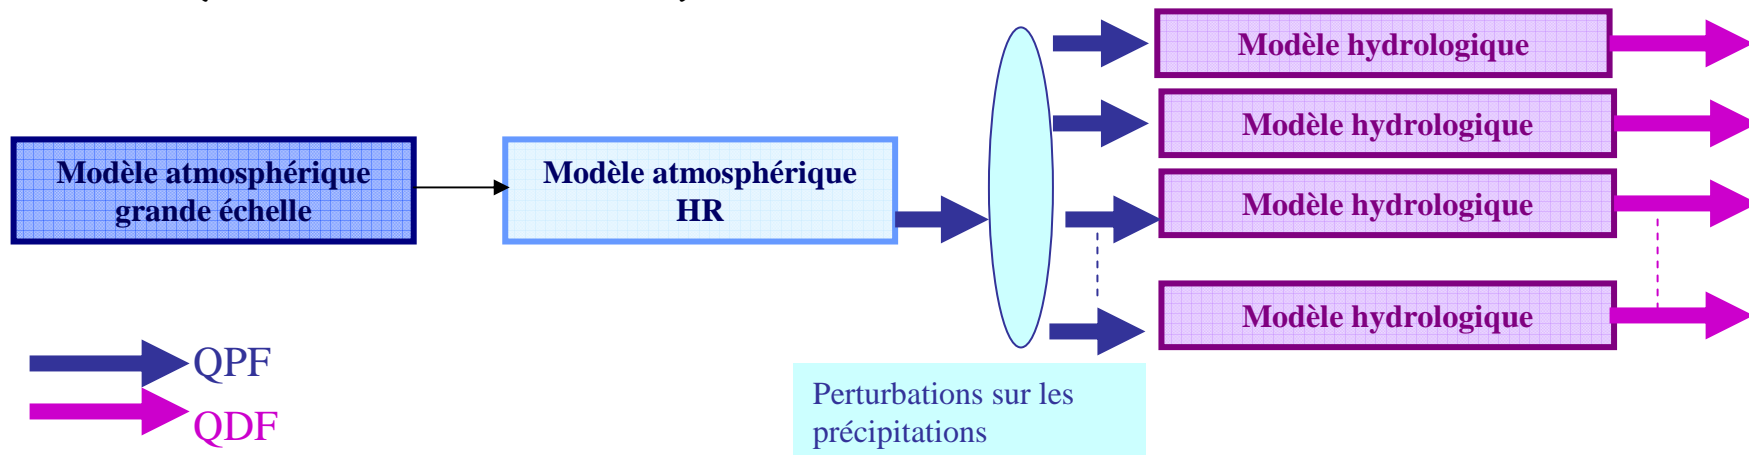 Modèle hydrologique
Modèle hydrologique
Modèle atmosphérique
grande échelle
Modèle atmosphérique
HR
Modèle hydrologique
Modèle hydrologique
QPF
QDF
Perturbations sur les
précipitations